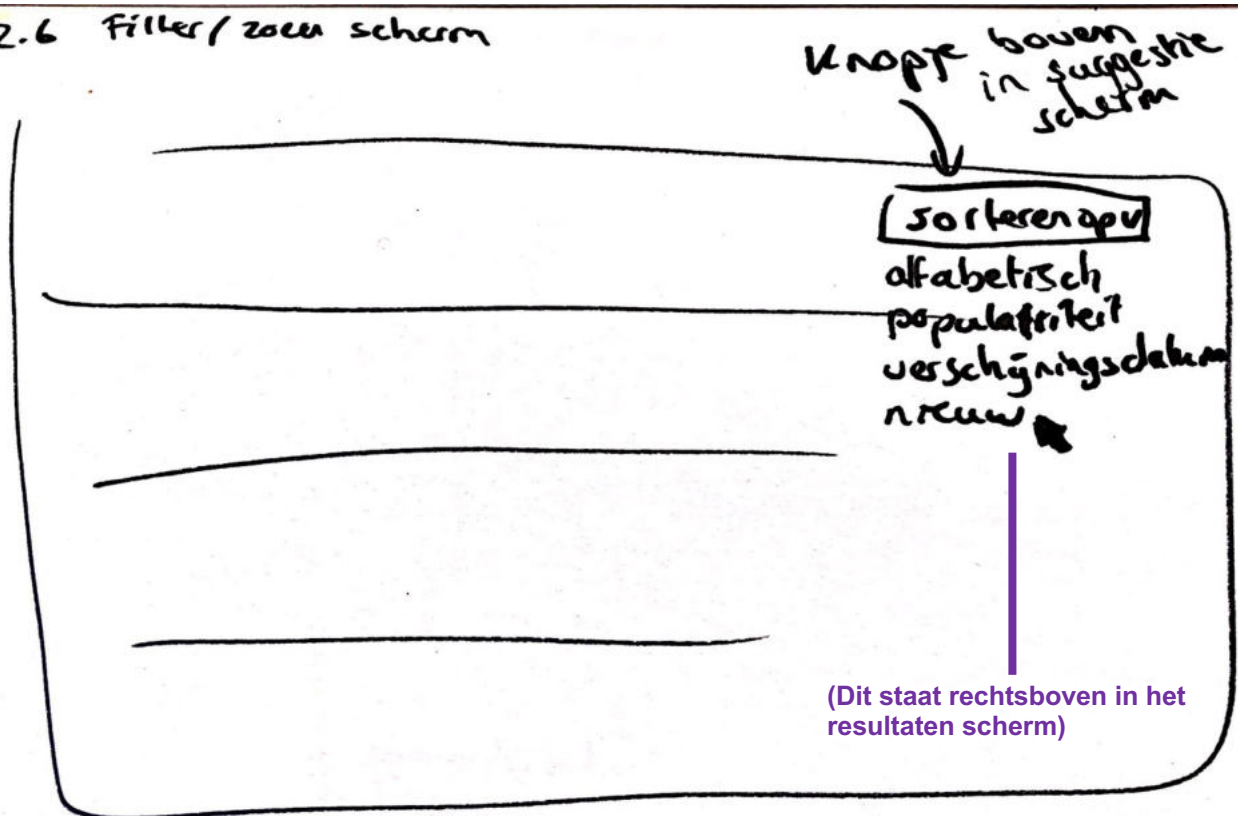 2.6 Filter/zoek scherm
Knopje boven
in suggestie
scherm
sorteren op v
alfabetisch
populariteit
verschijningsdatum
nieuw
(Dit staat rechtsboven in het
resultaten scherm)